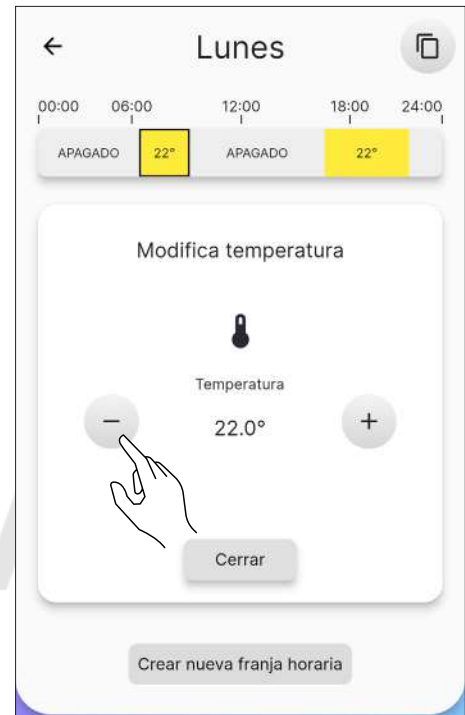 Lunes
00:00 06:00 12:00 18:00 24:00
APAGADO 22° APAGADO 22°
Modifica temperatura
Temperatura
− 22.0° +
Cerrar
Crear nueva franja horaria